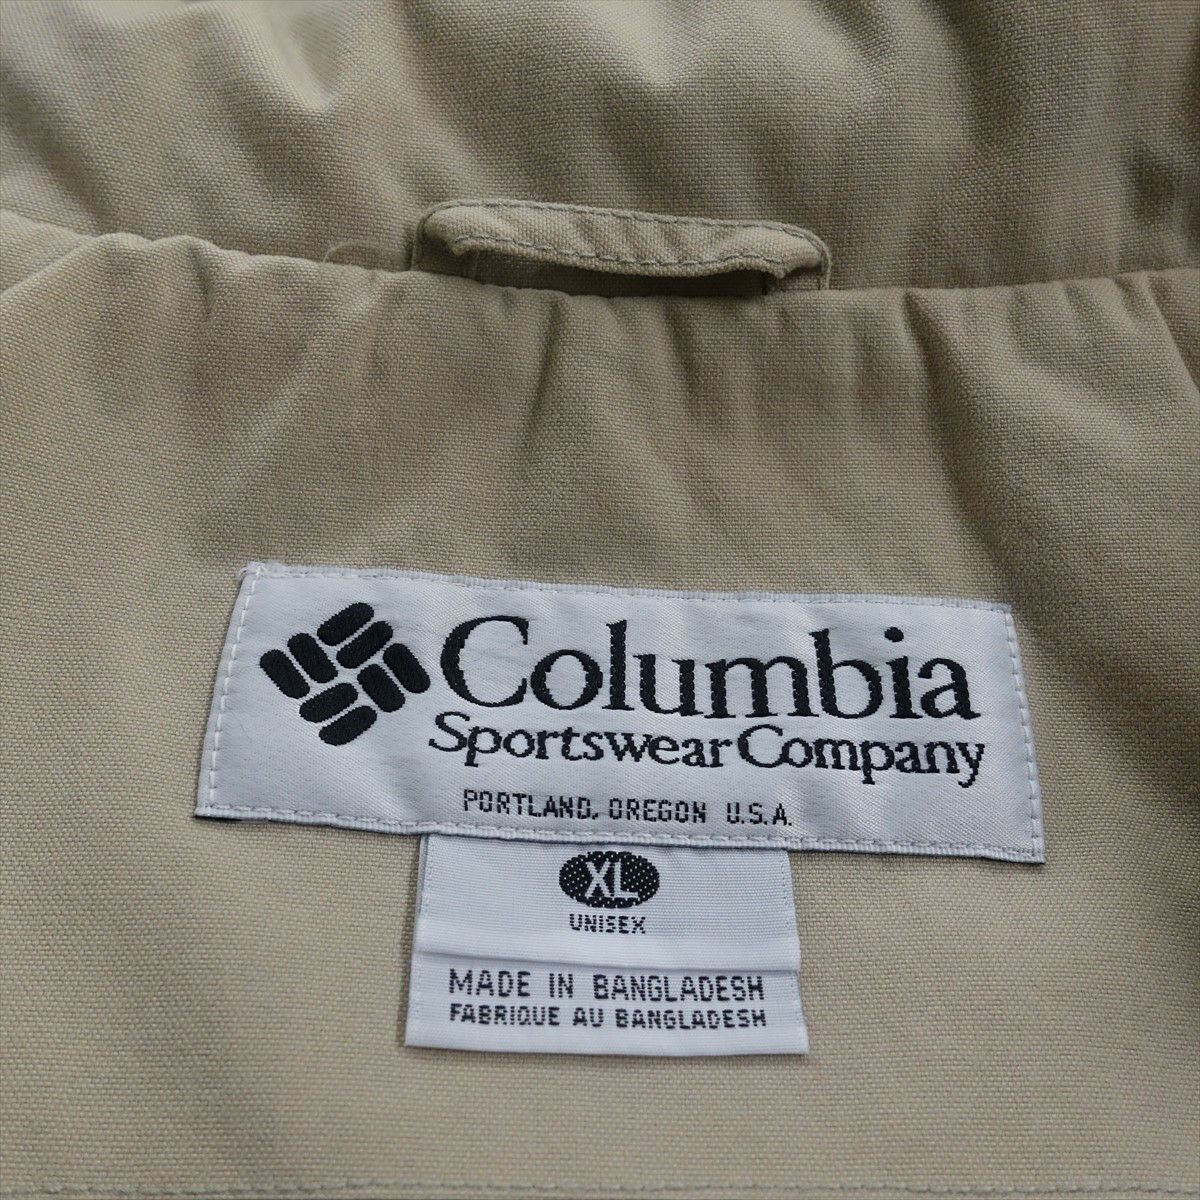 Columbia
Sportswear Company
PORTLAND, OREGON U.S.A.
XL
UNISEX
MADE IN BANGLADESH
FABRIQUE AU BANGLADESH